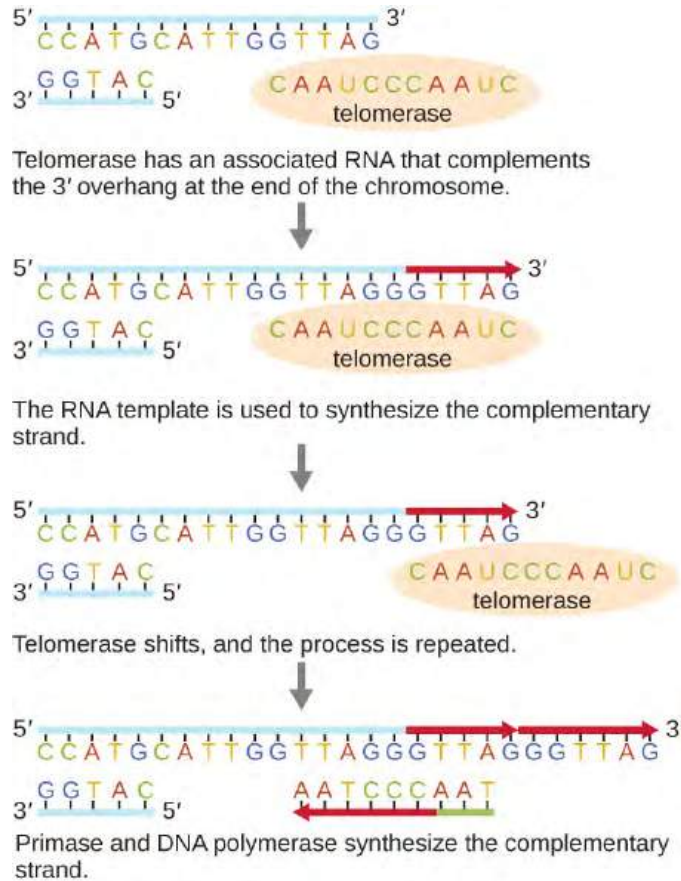 5′ 3′
CCATGCATTGGTTAG
GGTAC CAAUCCCAAUC
3′ 5′ telomerase
Telomerase has an associated RNA that complements
the 3′ overhang at the end of the chromosome.
5′ 3′
CCATGCATTGGTTAGGGTTAG
GGTAC CAAUCCCAAUC
3′ 5′ telomerase
The RNA template is used to synthesize the complementary
strand.
5′ 3′
CCATGCATTGGTTAGGGTTAG
GGTAC CAAUCCCAAUC
3′ 5′ telomerase
Telomerase shifts, and the process is repeated.
5′ 3
CCATGCATTGGTTAGGGTTAGGGTTAG
GGTAC AATCCCAAT
3′ 5′
Primase and DNA polymerase synthesize the complementary
strand.